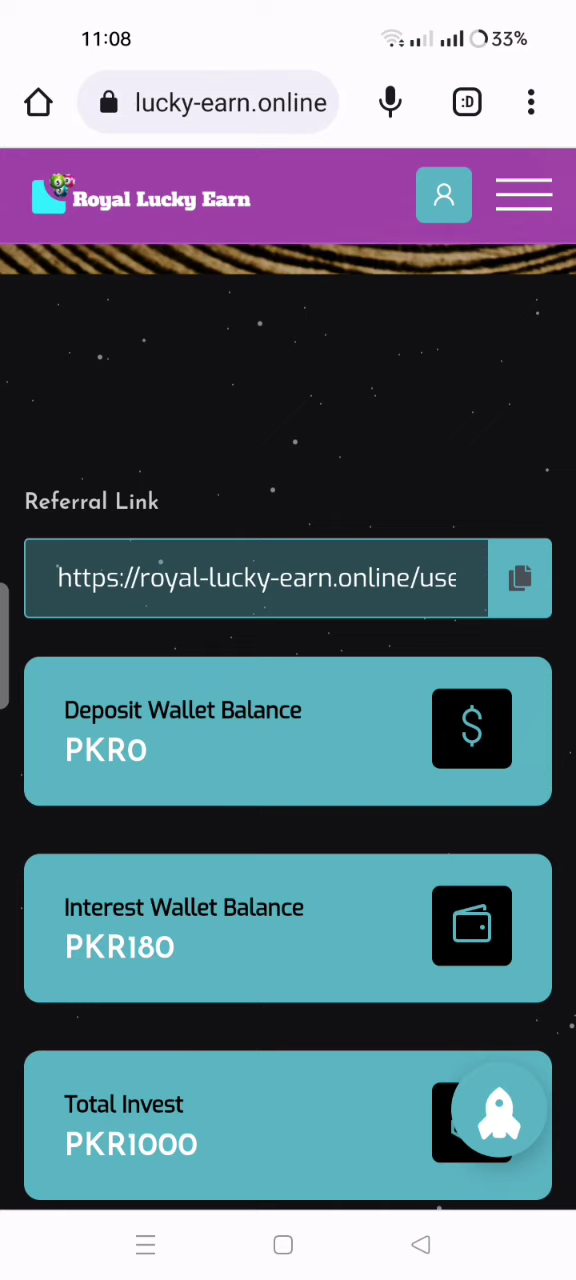 11:08
33%
lucky-earn.online
:D
Royal Lucky Earn
Referral Link
https://royal-lucky-earn.online/use
Deposit Wallet Balance
PKR0
$
Interest Wallet Balance
PKR180
Total Invest
PKR1000